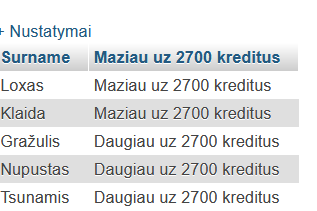 + Nustatymai
Surname Maziau uz 2700 kreditus
Loxas Maziau uz 2700 kreditus
Klaida Maziau uz 2700 kreditus
Gražulis Daugiau uz 2700 kreditus
Nupustas Daugiau uz 2700 kreditus
Tsunamis Daugiau uz 2700 kreditus